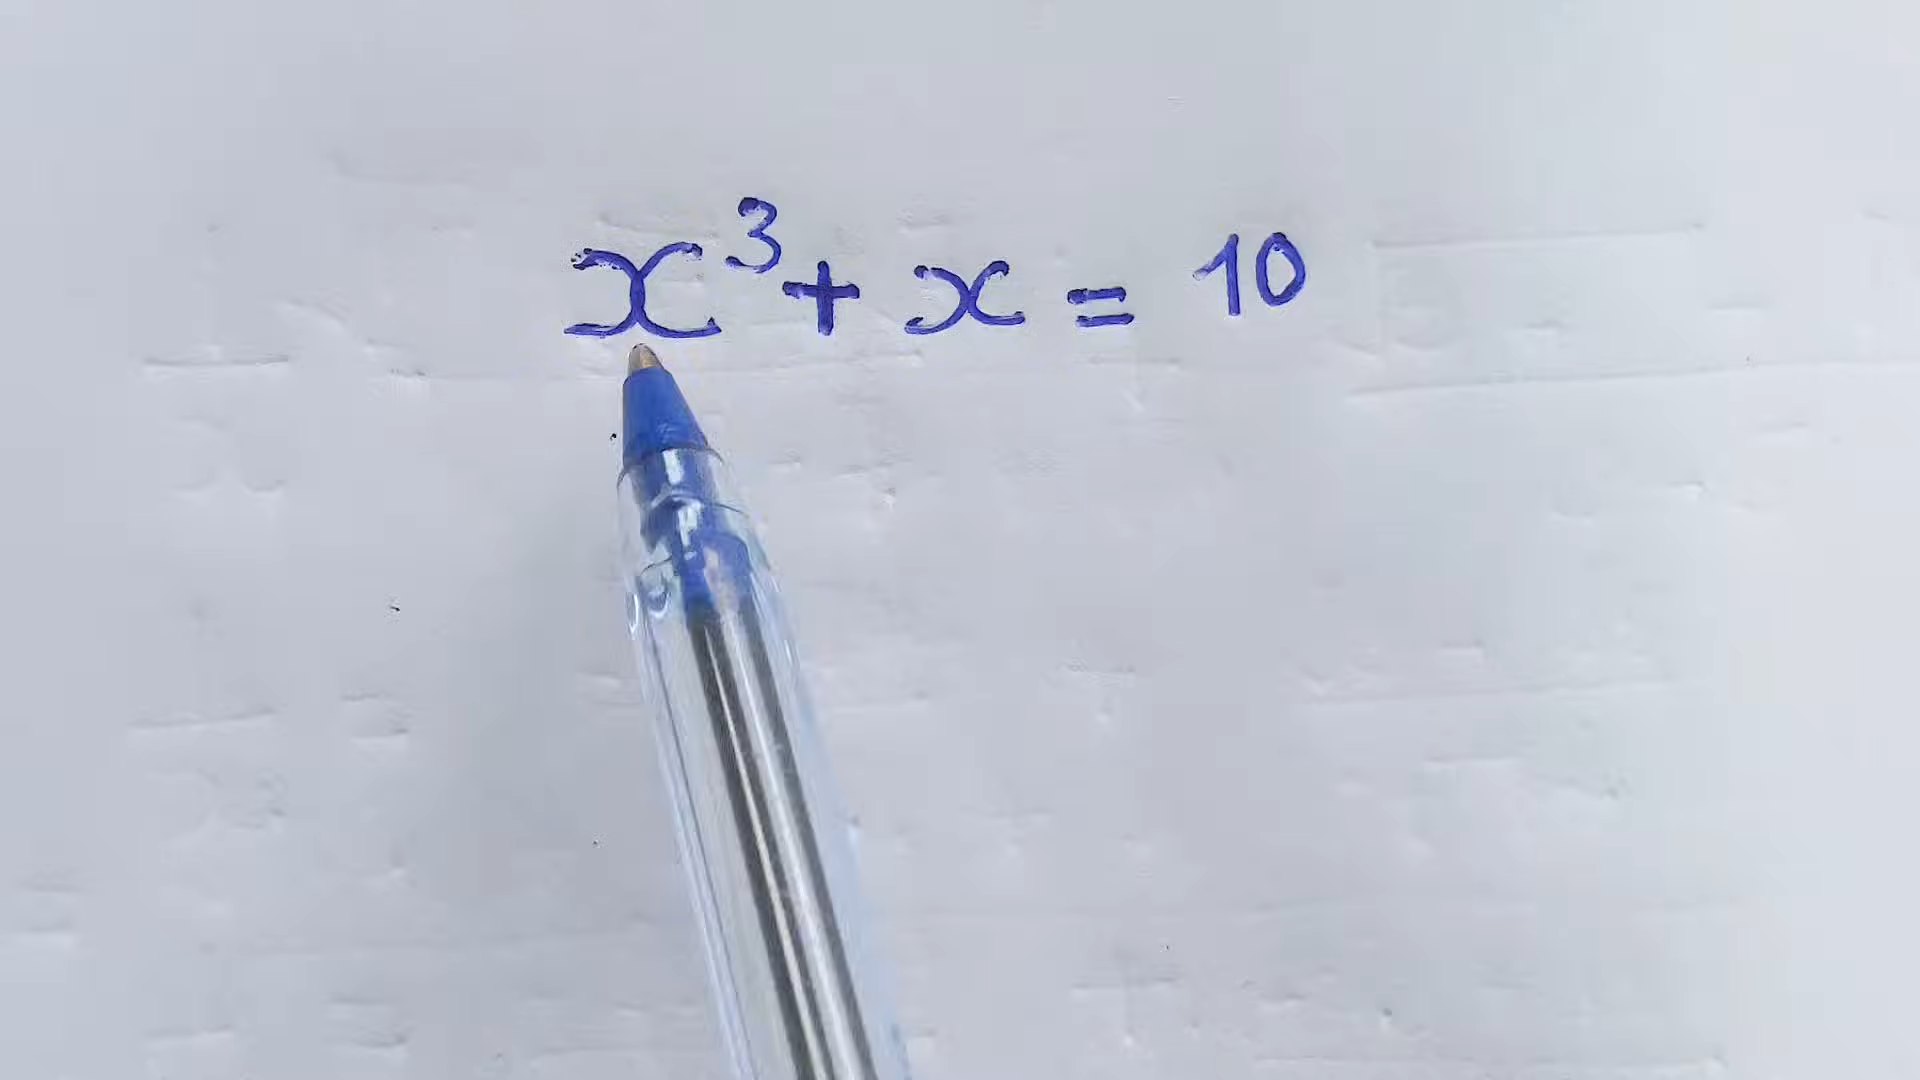 x³ + x = 10